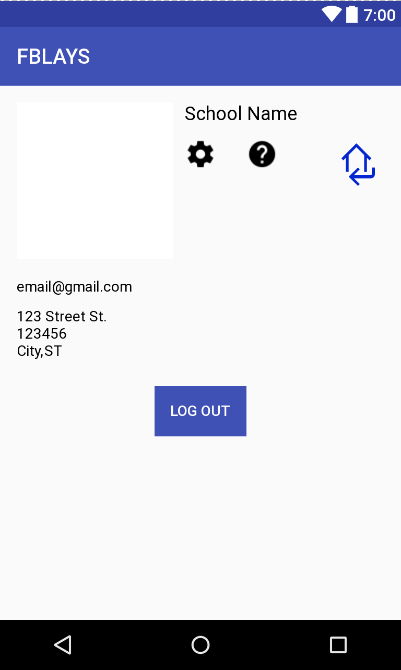 7:00
FBLAYS
School Name
email@gmail.com
123 Street St.
123456
City,ST
LOG OUT